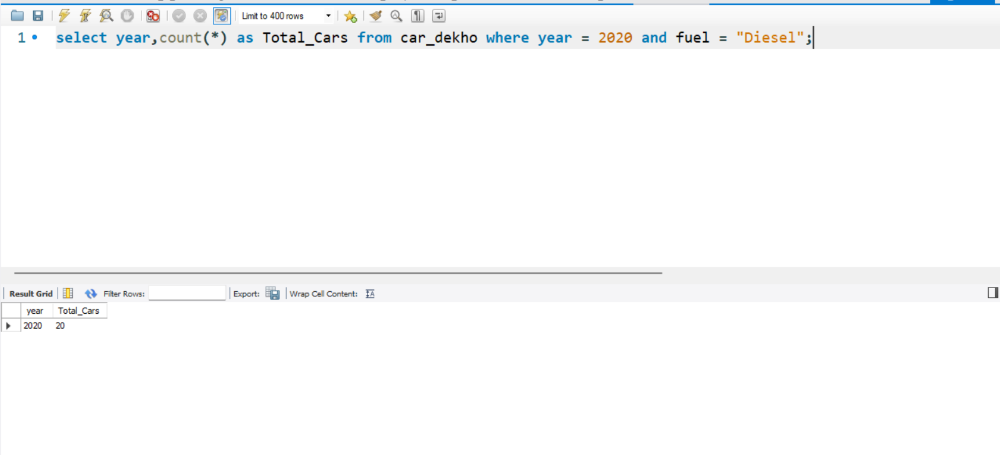 Limit to 400 rows
1 select year,count(*) as Total_Cars from car_dekho where year = 2020 and fuel = "Diesel";
Result Grid Filter Rows: Export: Wrap Cell Content: IA
year Total_Cars
2020 20